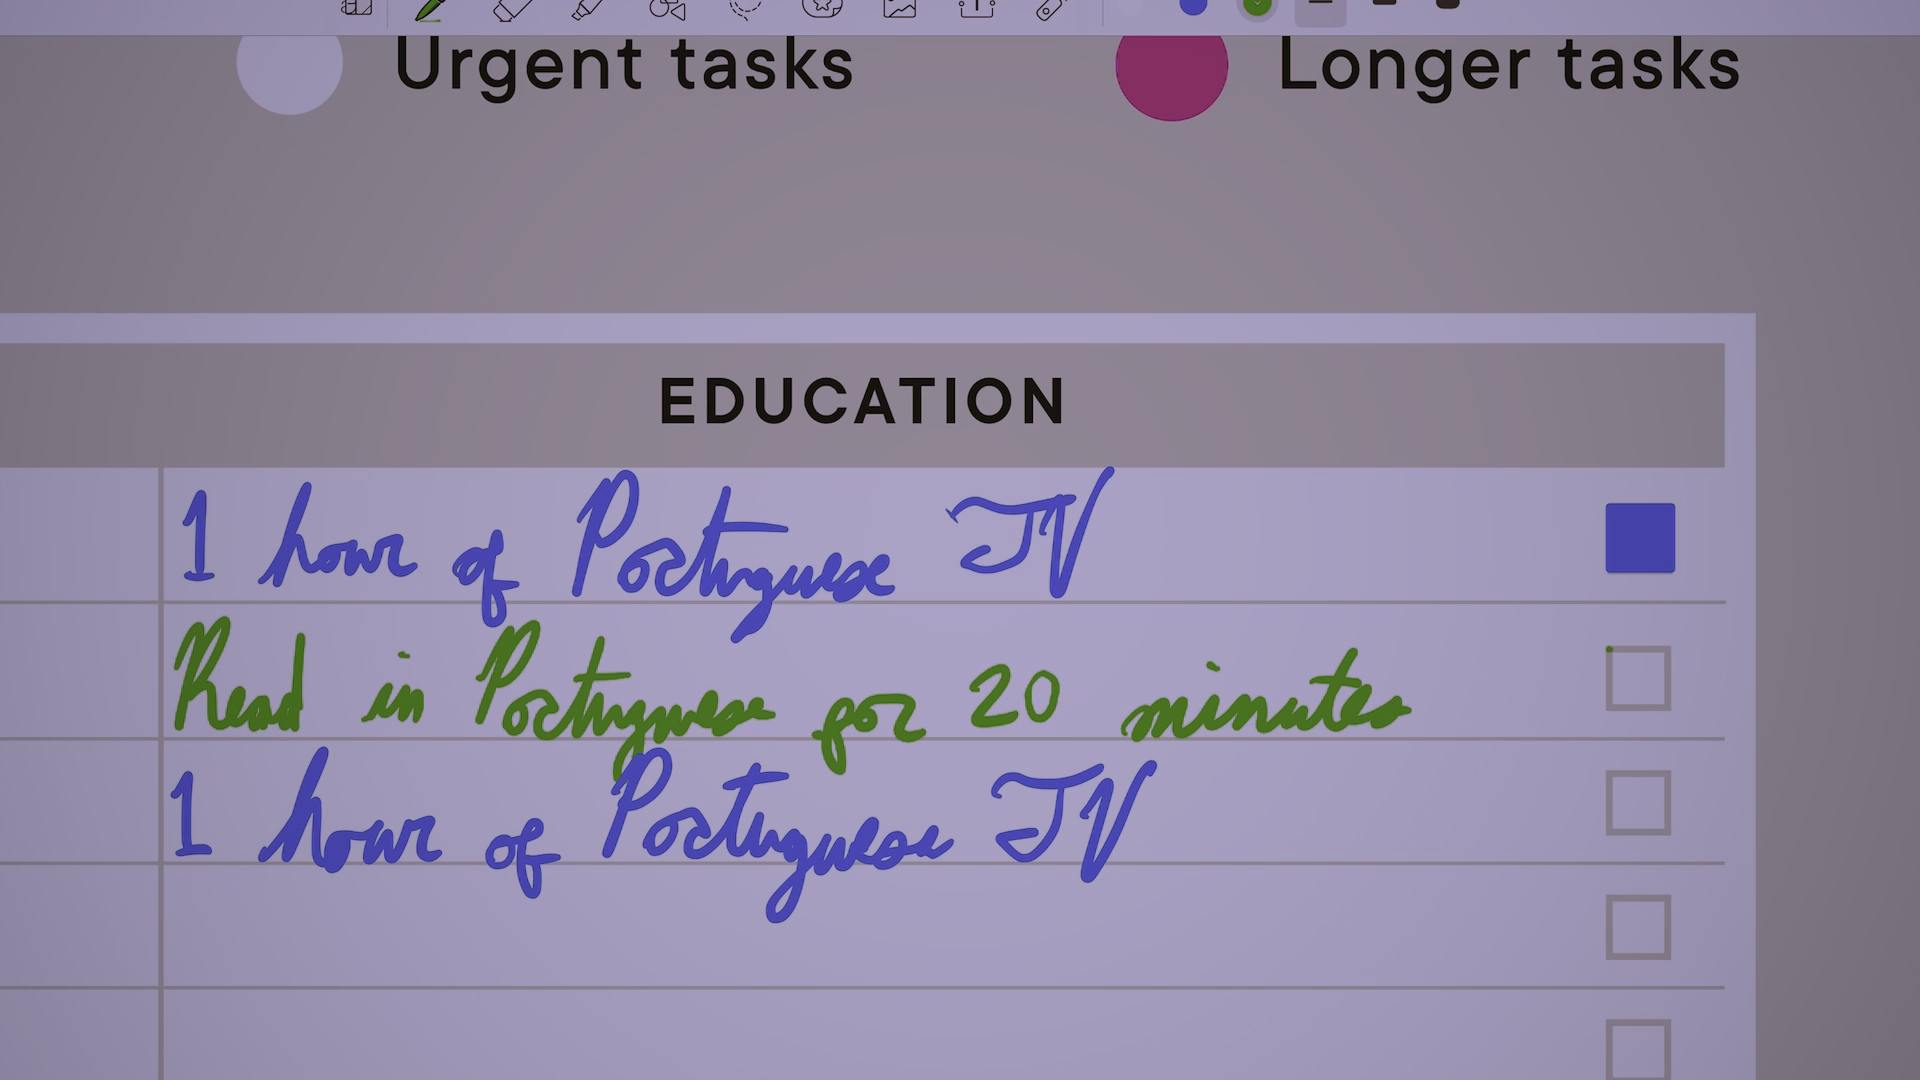 Urgent tasks
Longer tasks
EDUCATION
1 hour of Portuguese TV
Read in Portuguese for 20 minutes
1 hour of Portuguese TV